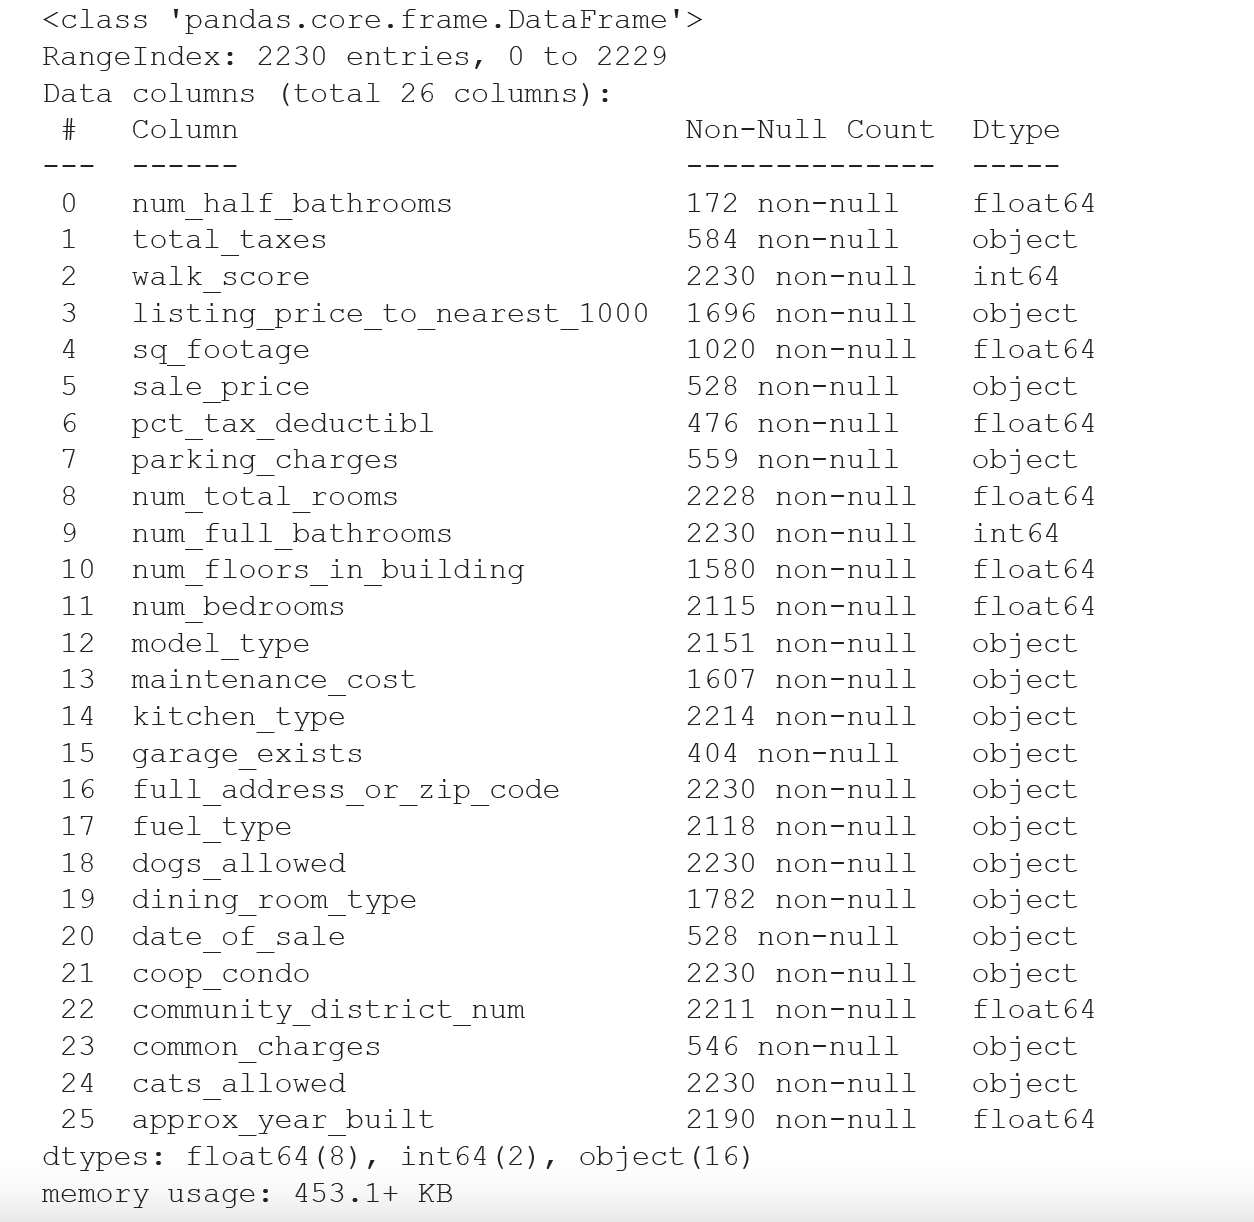 <class 'pandas.core.frame.DataFrame'>
RangeIndex: 2230 entries, 0 to 2229
Data columns (total 26 columns):
 #   Column                         Non-Null Count  Dtype
---  ------                         --------------  -----
 0   num_half_bathrooms             172 non-null    float64
 1   total_taxes                    584 non-null    object
 2   walk_score                     2230 non-null   int64
 3   listing_price_to_nearest_1000  1696 non-null   object
 4   sq_footage                     1020 non-null   float64
 5   sale_price                     528 non-null    object
 6   pct_tax_deductibl              476 non-null    float64
 7   parking_charges                559 non-null    object
 8   num_total_rooms                2228 non-null   float64
 9   num_full_bathrooms             2230 non-null   int64
 10  num_floors_in_building         1580 non-null   float64
 11  num_bedrooms                   2115 non-null   float64
 12  model_type                     2151 non-null   object
 13  maintenance_cost               1607 non-null   object
 14  kitchen_type                   2214 non-null   object
 15  garage_exists                  404 non-null    object
 16  full_address_or_zip_code       2230 non-null   object
 17  fuel_type                      2118 non-null   object
 18  dogs_allowed                   2230 non-null   object
 19  dining_room_type               1782 non-null   object
 20  date_of_sale                   528 non-null    object
 21  coop_condo                     2230 non-null   object
 22  community_district_num         2211 non-null   float64
 23  common_charges                 546 non-null    object
 24  cats_allowed                   2230 non-null   object
 25  approx_year_built              2190 non-null   float64
dtypes: float64(8), int64(2), object(16)
memory usage: 453.1+ KB